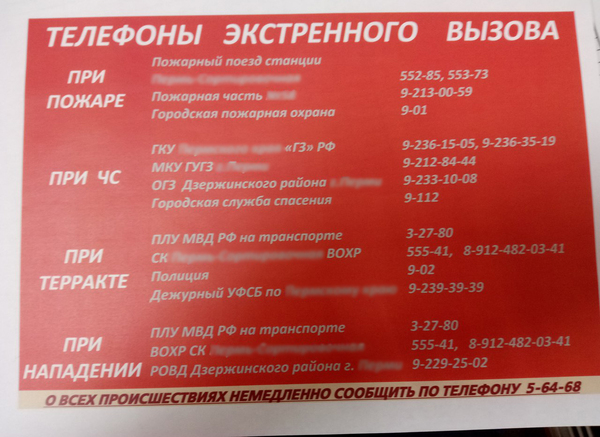 ТЕЛЕФОНЫ ЭКСТРЕННОГО ВЫЗОВА
ПРИ ПОЖАРЕ
Пожарный поезд станции
552-85, 553-73
Пожарная часть 9-213-00-59
Городская пожарная охрана 9-01
ПРИ ЧС
ГКУ «ГЗ» РФ 9-236-15-05, 9-236-35-19
МКУ ГУГЗ 9-212-84-44
ОГЗ Дзержинского района 9-233-10-08
Городская служба спасения 9-112
ПРИ ТЕРРАКТЕ
ПЛУ МВД РФ на транспорте 3-27-80
СК ВОХР 555-41, 8-912-482-03-41
Полиция 9-02
Дежурный УФСБ по 9-239-39-39
ПРИ НАПАДЕНИИ
ПЛУ МВД РФ на транспорте 3-27-80
ВОХР СК 555-41, 8-912-482-03-41
РОВД Дзержинского района г. 9-229-25-02
О ВСЕХ ПРОИСШЕСТВИЯХ НЕМЕДЛЕННО СООБЩИТЬ ПО ТЕЛЕФОНУ 5-64-68